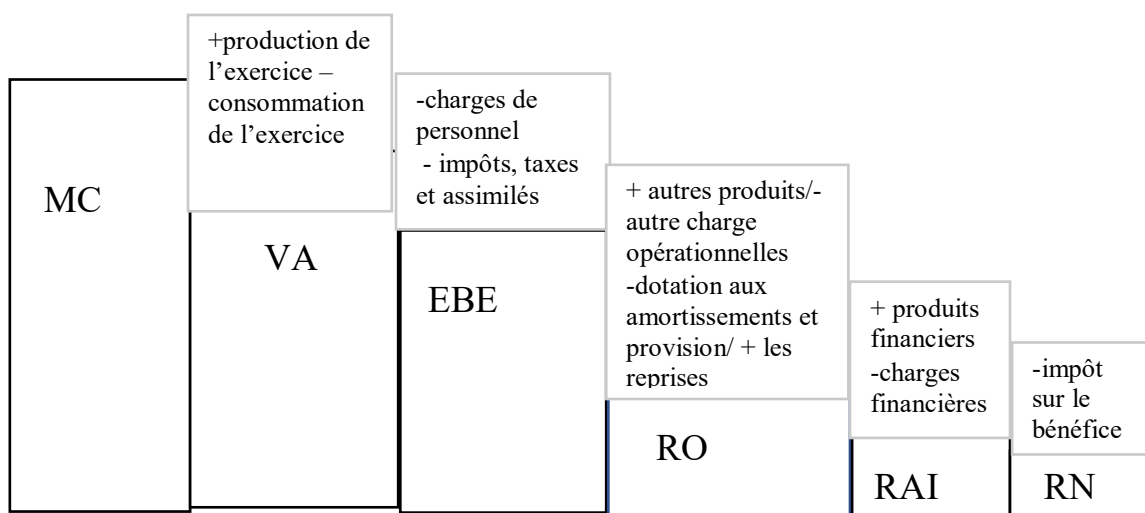 MC
+production de
l’exercice –
consommation
de l’exercice
VA
-charges de
personnel
- impôts, taxes
et assimilés
EBE
+ autres produits/-
autre charge
opérationnelles
-dotation aux
amortissements et
provision/ + les
reprises
RO
+ produits
financiers
-charges
financières
RAI
-impôt
sur le
bénéfice
RN